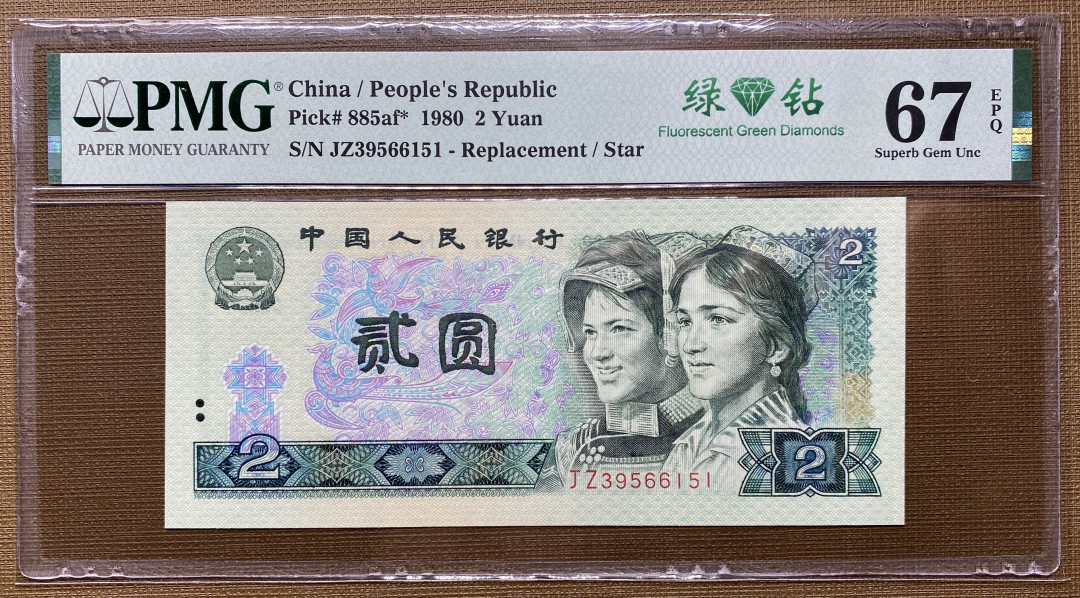 PMG®
PAPER MONEY GUARANTY
China / People's Republic
Pick# 885af* 1980 2 Yuan
S/N JZ39566151 - Replacement / Star
绿 钻
Fluorescent Green Diamonds
67 EPQ
Superb Gem Unc
中国人民银行
2
贰圆
2
JZ39566151
2